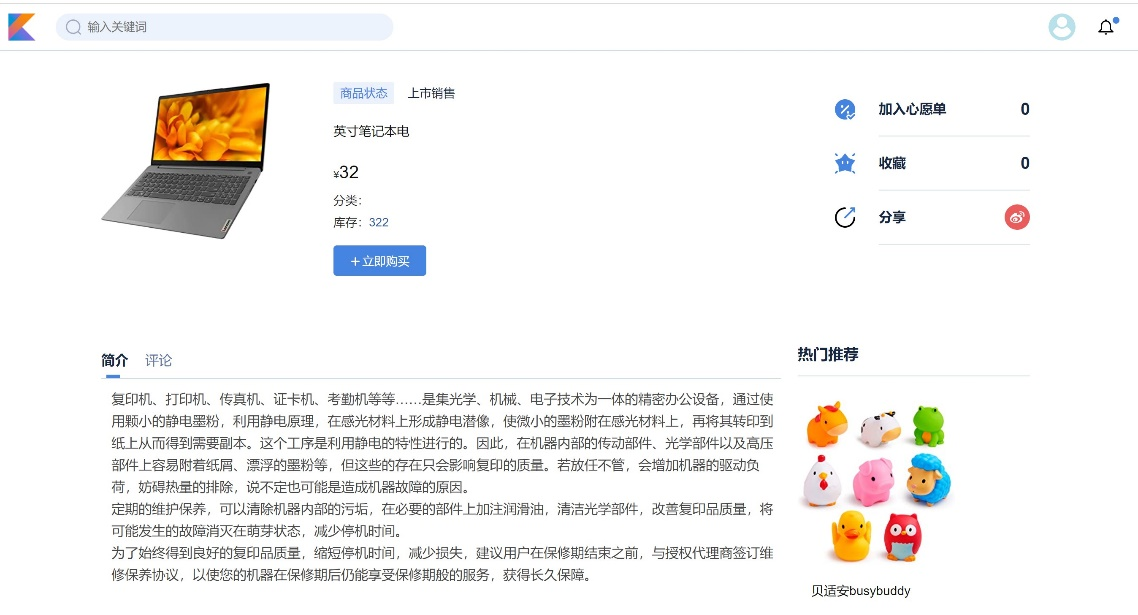 输入关键词
商品状态 上市销售
英寸笔记本电
¥32
分类：
库存：322
+立即购买
加入心愿单 0
收藏 0
分享
简介 评论
复印机、打印机、传真机、证卡机、考勤机等等……是集光学、机械、电子技术为一体的精密办公设备，通过使
用颗小的静电墨粉，利用静电原理，在感光材料上形成静电潜像，使微小的墨粉附在感光材料上，再将其转印到
纸上从而得到需要副本。这个工序是利用静电的特性进行的。因此，在机器内部的传动部件、光学部件以及高压
部件上容易附着纸屑、漂浮的墨粉等，但这些的存在只会影响复印的质量。若放任不管，会增加机器的驱动负
荷，妨碍热量的排除，说不定也可能是造成机器故障的原因。
定期的维护保养，可以清除机器内部的污垢，在必要的部件上加注润滑油，清洁光学部件，改善复印品质量，将
可能发生的故障消灭在萌芽状态，减少停机时间。
为了始终得到良好的复印品质量，缩短停机时间，减少损失，建议用户在保修期结束之前，与授权代理商签订维
修保养协议，以使您的机器在保修期后仍能享受保修期般的服务，获得长久保障。
热门推荐
贝适安busybuddy